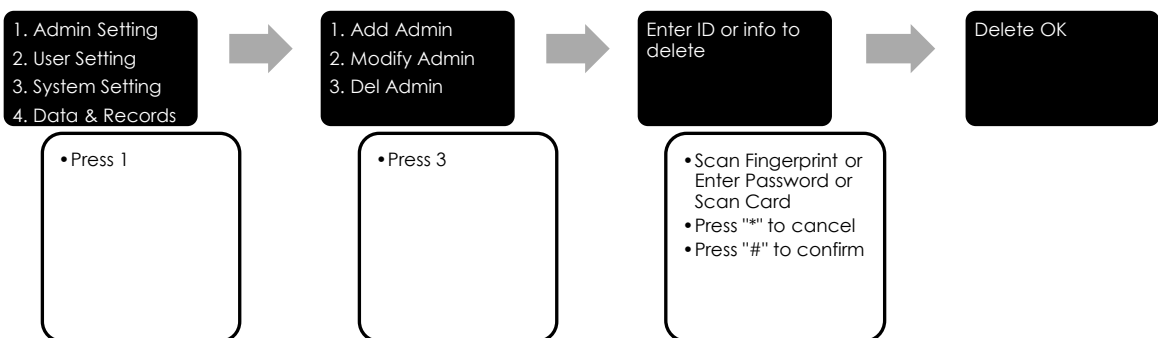 1. Admin Setting
2. User Setting
3. System Setting
4. Data & Records
•Press 1
1. Add Admin
2. Modify Admin
3. Del Admin
•Press 3
Enter ID or info to
delete
•Scan Fingerprint or
Enter Password or
Scan Card
•Press "*" to cancel
•Press "#" to confirm
Delete OK